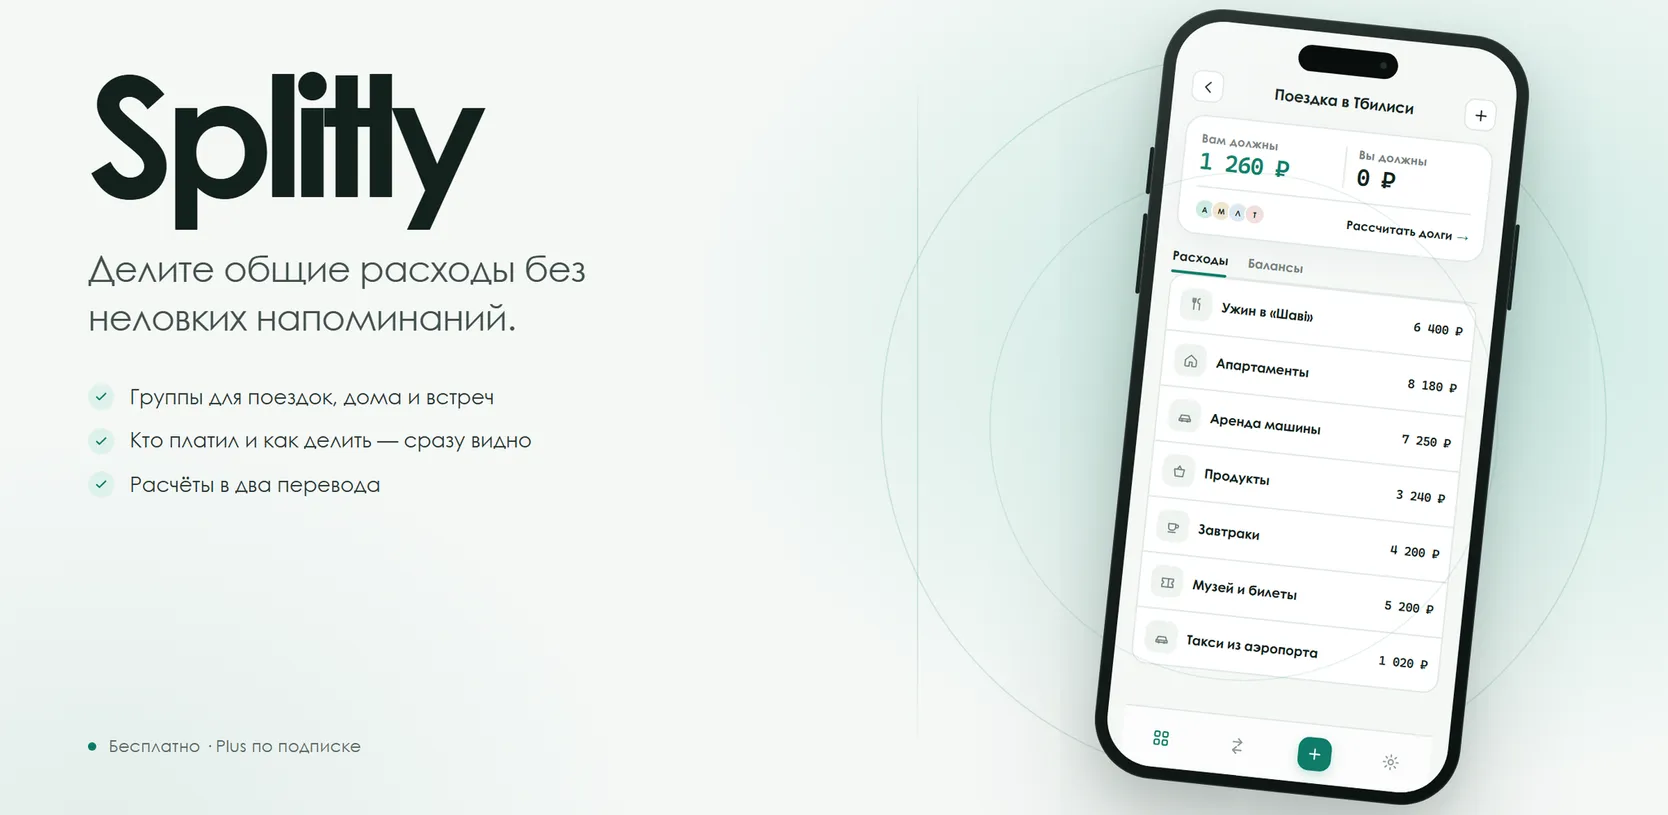 Splitty
Делите общие расходы без
неловких напоминаний.
Группы для поездок, дома и встреч
Кто платил и как делить — сразу видно
Расчёты в два перевода
Бесплатно · Plus по подписке
Поездка в Тбилиси
Вам должны
1 260 ₽
Вы должны
0 ₽
А М Л Т
Рассчитать долги →
Расходы Балансы
Ужин в «Шави» 6 400 ₽
Апартаменты 8 180 ₽
Аренда машины 7 250 ₽
Продукты 3 240 ₽
Завтраки 4 200 ₽
Музей и билеты 5 200 ₽
Такси из аэропорта 1 020 ₽